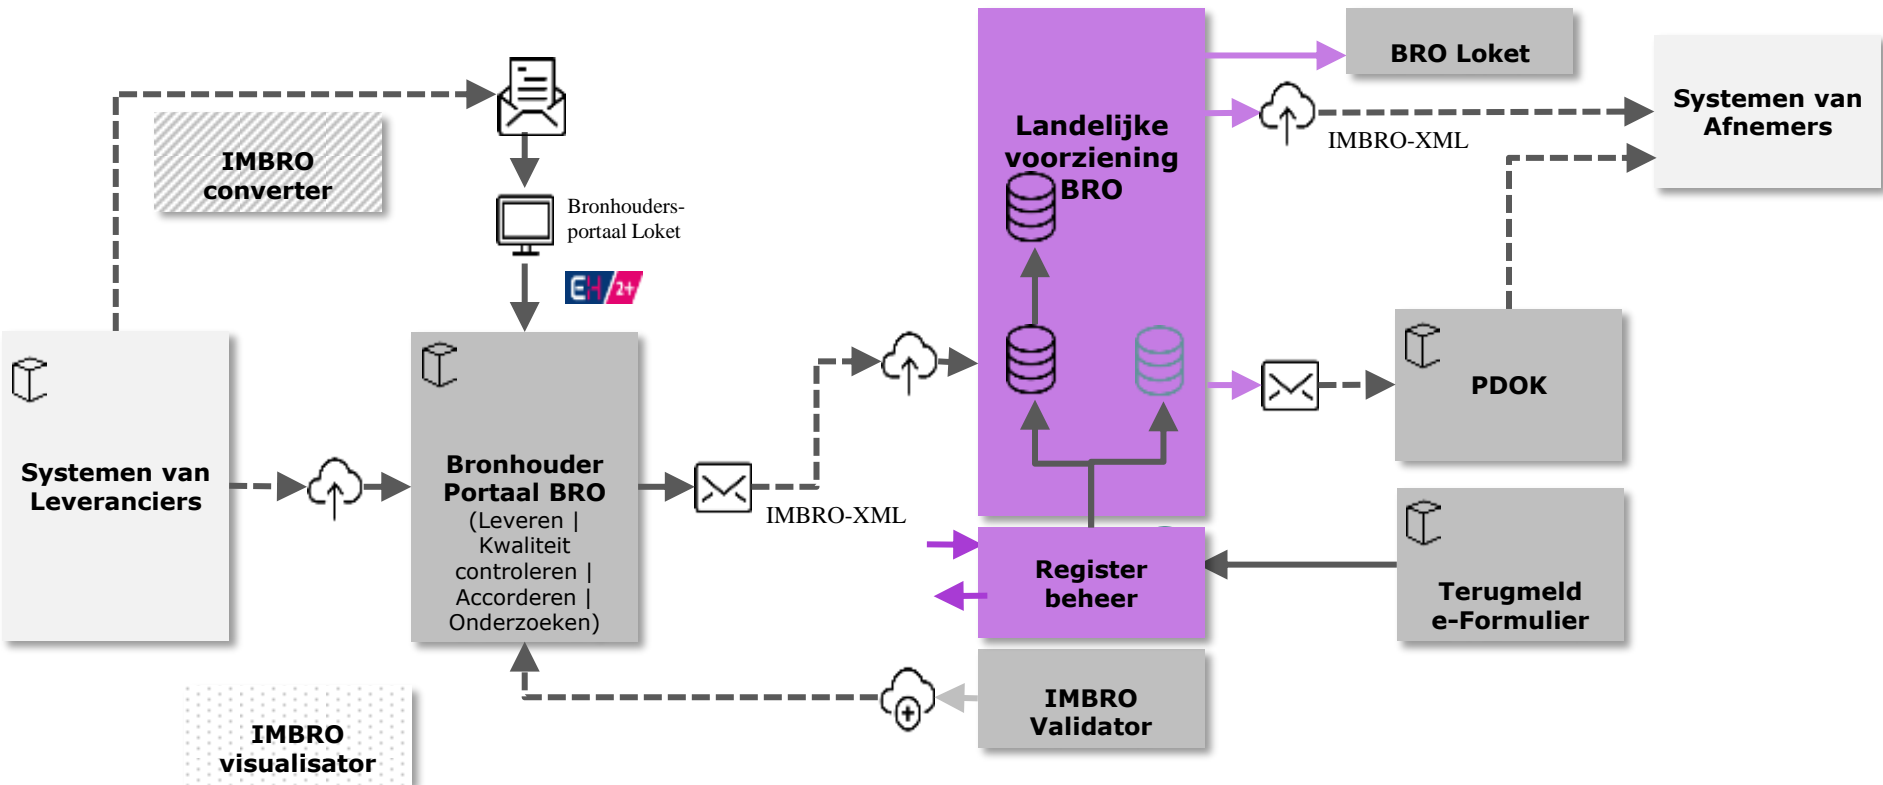 BRO Loket
Systemen van
Afnemers
IMBRO-XML
Landelijke
voorziening
BRO
IMBRO
converter
Bronhouders-
portaal Loket
EH 2+
PDOK
Systemen van
Leveranciers
Bronhouder
Portaal BRO
(Leveren |
Kwaliteit
controleren |
Accorderen |
Onderzoeken)
IMBRO-XML
Register
beheer
Terugmeld
e-Formulier
IMBRO
Validator
IMBRO
visualisator